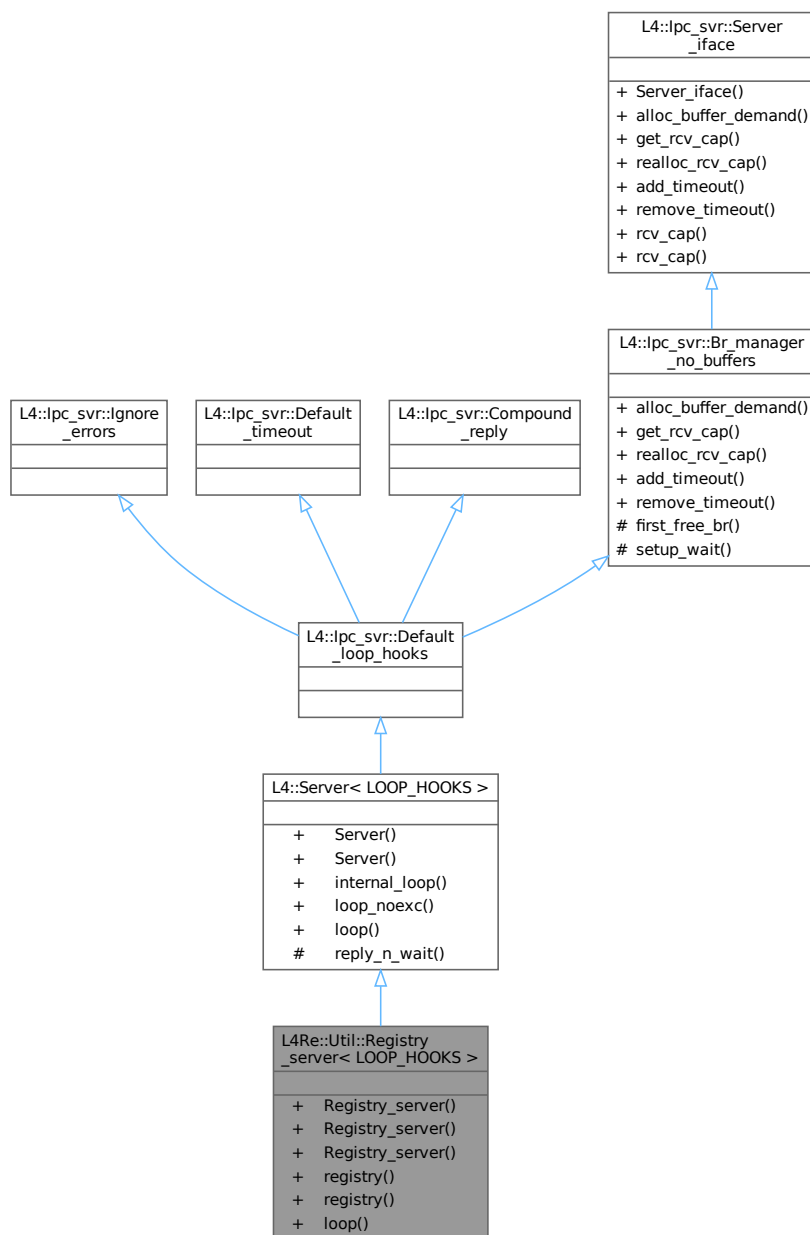 L4::Ipc_svr::Server
_iface
+ Server_iface()
+ alloc_buffer_demand()
+ get_rcv_cap()
+ realloc_rcv_cap()
+ add_timeout()
+ remove_timeout()
+ rcv_cap()
+ rcv_cap()
L4::Ipc_svr::Br_manager
_no_buffers
+ alloc_buffer_demand()
+ get_rcv_cap()
+ realloc_rcv_cap()
+ add_timeout()
+ remove_timeout()
# first_free_br()
# setup_wait()
L4::Ipc_svr::Ignore
_errors
L4::Ipc_svr::Default
_timeout
L4::Ipc_svr::Compound
_reply
L4::Ipc_svr::Default
_loop_hooks
L4::Server< LOOP_HOOKS >
+ Server()
+ Server()
+ internal_loop()
+ loop_noexc()
+ loop()
# reply_n_wait()
L4Re::Util::Registry
_server< LOOP_HOOKS >
+ Registry_server()
+ Registry_server()
+ Registry_server()
+ registry()
+ registry()
+ loop()